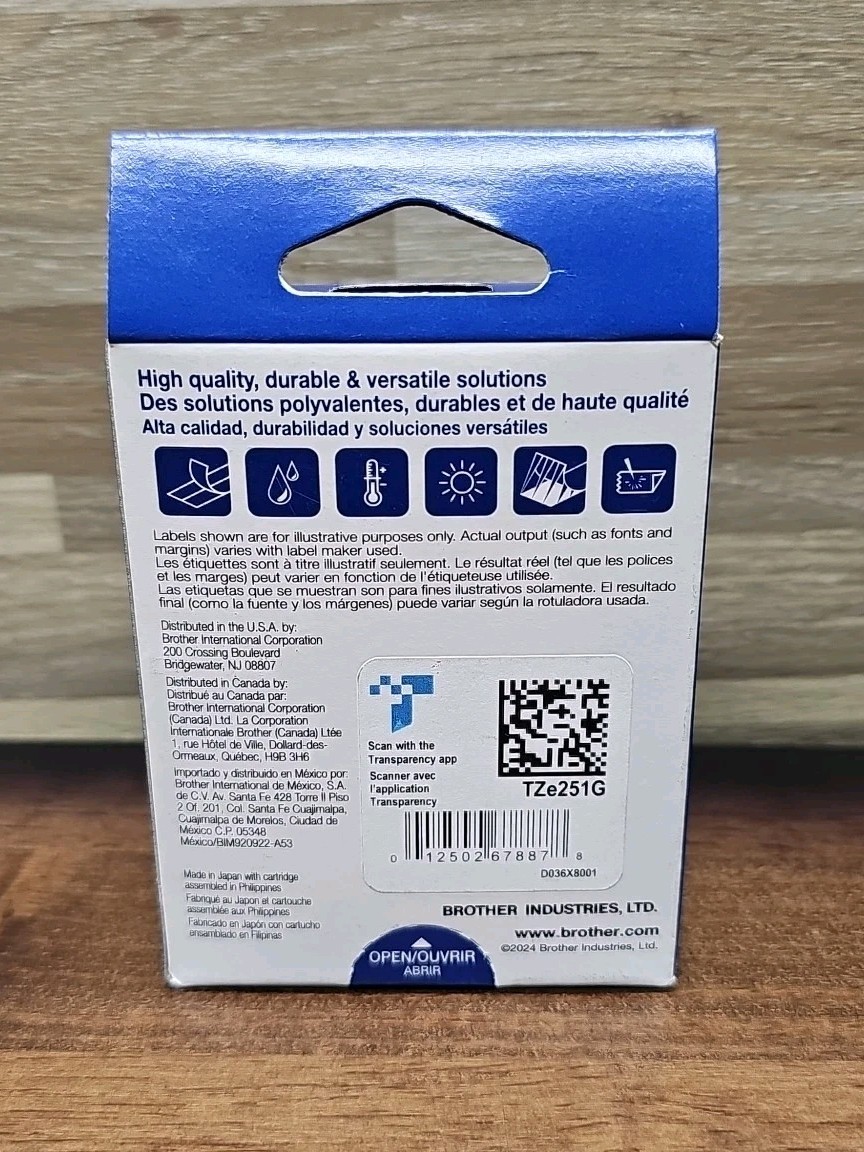 High quality, durable & versatile solutions
Des solutions polyvalentes, durables et de haute qualité
Alta calidad, durabilidad y soluciones versátiles
Labels shown are for illustrative purposes only. Actual output (such as fonts and
margins) varies with label maker used.
Les étiquettes sont à titre illustratif seulement. Le résultat réel (tel que les polices
et les marges) peut varier en fonction de l'étiqueteuse utilisée.
Las etiquetas que se muestran son para fines ilustrativos solamente. El resultado
final (como la fuente y los márgenes) puede variar según la rotuladora usada.
Distributed in the U.S.A. by:
Brother International Corporation
200 Crossing Boulevard
Bridgewater, NJ 08807
Distributed in Canada by:
Distribué au Canada par:
Brother International Corporation
(Canada) Ltd. La Corporation
Internationale Brother (Canada) Ltée
1, rue Hôtel de Ville, Dollard-des-
Ormeaux, Québec, H9B 3H6
Importado y distribuido en México por:
Brother International de México, S.A.
de C.V. Av. Santa Fe 428 Torre II Piso
2 Of. 201, Col. Santa Fe Cuajimalpa,
Cuajimalpa de Morelos, Ciudad de
México C.P. 05348
México/BIM920922-A53
Made in Japan with cartridge
assembled in Philippines
Fabriqué au Japon et cartouche
assemblée aux Philippines
Fabricado en Japón con cartucho
ensamblado en Filipinas
Scan with the
Transparency app
Scanner avec
l'application
Transparency
TZe251G
0 12502 67887 8
D036X8001
BROTHER INDUSTRIES, LTD.
www.brother.com
©2024 Brother Industries, Ltd.
OPEN/OUVRIR
ABRIR